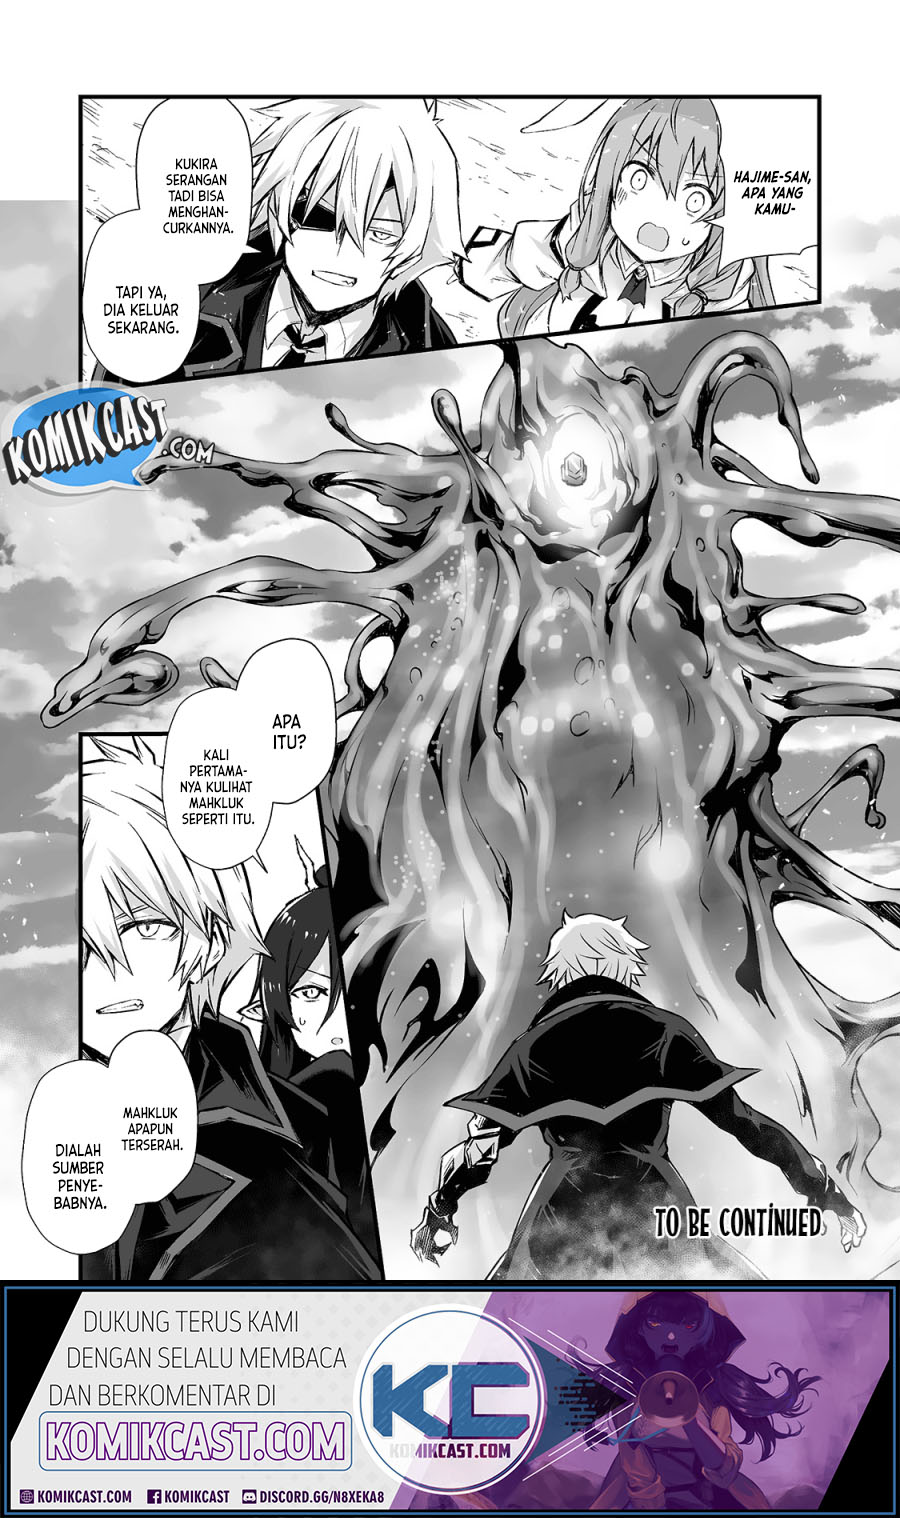 HAJIME-SAN,
APA YANG
KAMU-
KUKIRA
SERANGAN
TADI BISA
MENGHAN-
CURKANNYA.
TAPI YA,
DIA KELUAR
SEKARANG.
KOMIKCAST
.COM
APA
ITU?
KALI
PERTAMA-
NYA KULIHAT
MAHKLUK
SEPERTI ITU.
MAHKLUK
APAPUN
TERSERAH.
DIALAH
SUMBER
PENYE-
BABNYA.
TO BE CONTINUED
DUKUNG TERUS KAMI
DENGAN SELALU MEMBACA
DAN BERKOMENTAR DI
KOMIKCAST.COM
KC
KOMIKCAST.COM
KOMIKCAST.COM KOMIKCAST DISCORD.GG/N8XEKA8